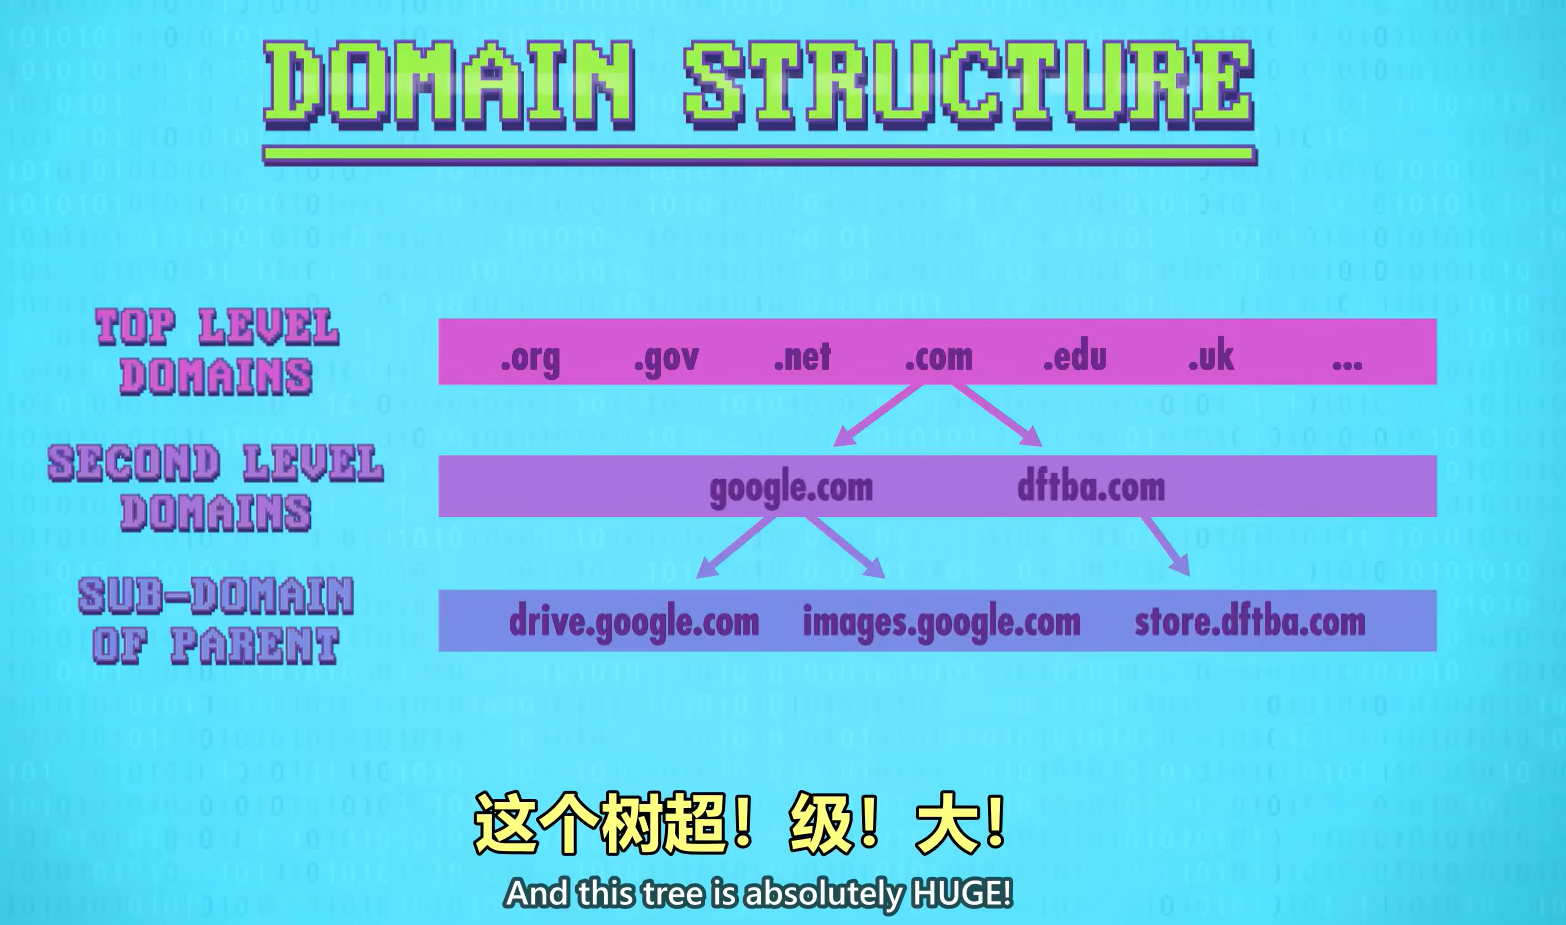 DOMAIN STRUCTURE
TOP LEVEL
DOMAINS
.org .gov .net .com .edu .uk ...
SECOND LEVEL
DOMAINS
google.com dftba.com
SUB-DOMAIN
OF PARENT
drive.google.com images.google.com store.dftba.com
这个树超！级！大！
And this tree is absolutely HUGE!